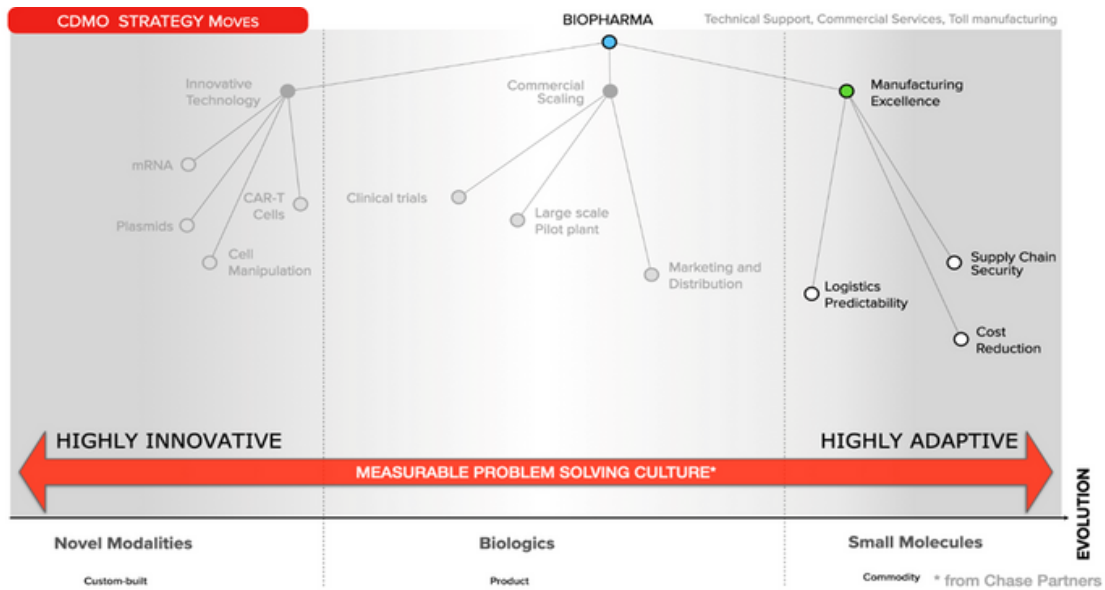 CDMO STRATEGY MOVES
BIOPHARMA
Technical Support, Commercial Services, Toll manufacturing
Innovative
Technology
Commercial
Scaling
Manufacturing
Excellence
mRNA
CAR-T
Cells
Plasmids
Cell
Manipulation
Clinical trials
Large scale
Pilot plant
Marketing and
Distribution
Logistics
Predictability
Supply Chain
Security
Cost
Reduction
HIGHLY INNOVATIVE
HIGHLY ADAPTIVE
MEASURABLE PROBLEM SOLVING CULTURE*
EVOLUTION
Novel Modalities
Biologics
Small Molecules
Custom-built
Product
Commodity
* from Chase Partners